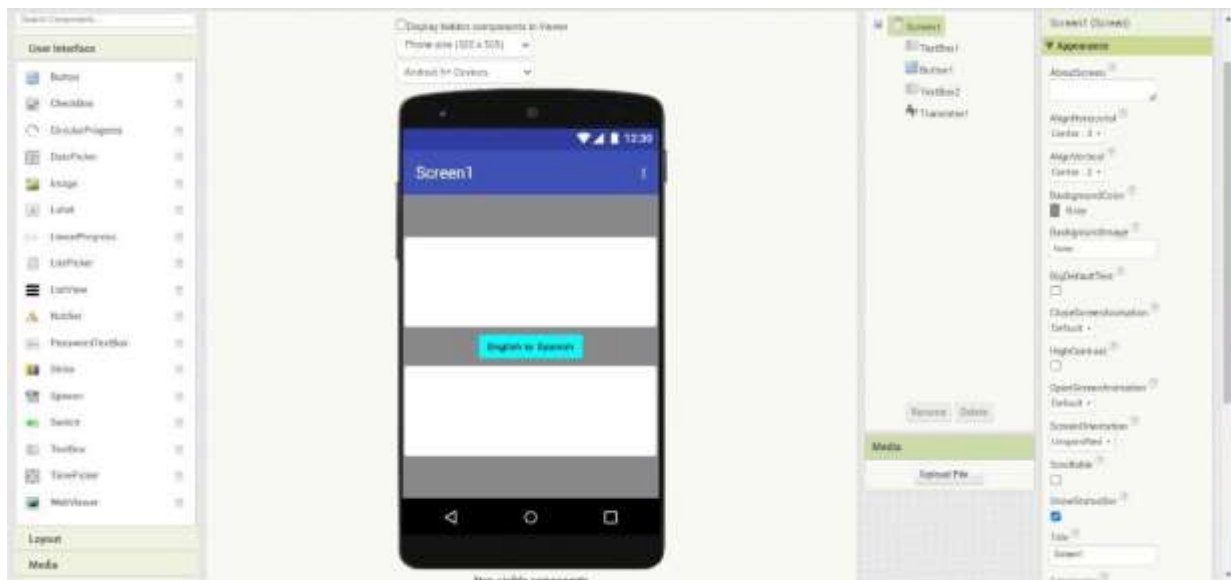 Search Components...
User Interface
Button
CheckBox
CircularProgress
DatePicker
Image
Label
LinearProgress
ListPicker
ListView
Notifier
PasswordTextBox
Slider
Spinner
Switch
TextBox
TimePicker
WebViewer
Layout
Media
Display hidden components in Viewer
Phone size (320 x 505)
Android 5+ Devices
12:30
Screen1
English to Spanish
Non-visible components
Screen1
TextBox1
Button1
TextBox2
Translator1
Rename Delete
Media
Upload File ...
Screen1 (Screen)
Appearance
AboutScreen
AlignHorizontal
Center : 3
AlignVertical
Center : 2
BackgroundColor
Gray
BackgroundImage
None
BigDefaultText
CloseScreenAnimation
Default
HighContrast
OpenScreenAnimation
Default
ScreenOrientation
Unspecified
Scrollable
ShowStatusBar
Title
Screen1